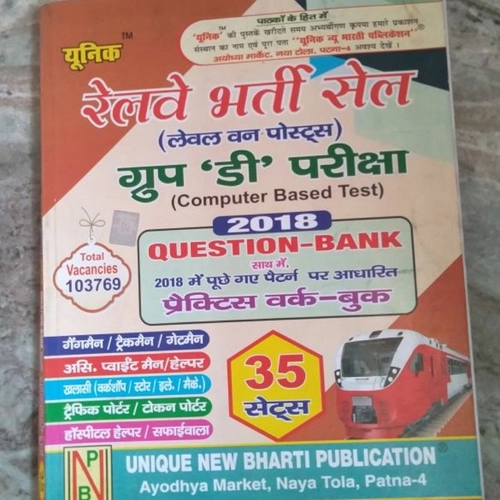 पाठकों के हित में
TM
"यूनिक" की पुस्तकें खरीदते समय अभ्यर्थीगण कृपया हमारे प्रकाशन
संस्थान का नाम एवं पूरा पता "यूनिक न्यू भारती पब्लिकेशन"®
अयोध्या मार्केट, नया टोला, पटना-4 अवश्य देखें।
यूनिक TM
रेलवे भर्ती सेल
(लेवल वन पोस्ट्स)
ग्रुप 'डी' परीक्षा
(Computer Based Test)
2018
QUESTION-BANK
साथ में,
2018 में पूछे गए पैटर्न पर आधारित
प्रैक्टिस वर्क-बुक
Total
Vacancies
103769
गैंगमैन / ट्रैकमैन / गेटमैन
असि. प्वाईंट मैन/हेल्पर
खलासी (वर्कशॉप / स्टोर / इले. / मैके.)
ट्रैफिक पोर्टर / टोकन पोर्टर
हॉस्पीटल हेल्पर / सफाईवाला
35
सेट्स
N
P
B
UNIQUE NEW BHARTI PUBLICATION®
Ayodhya Market, Naya Tola, Patna-4